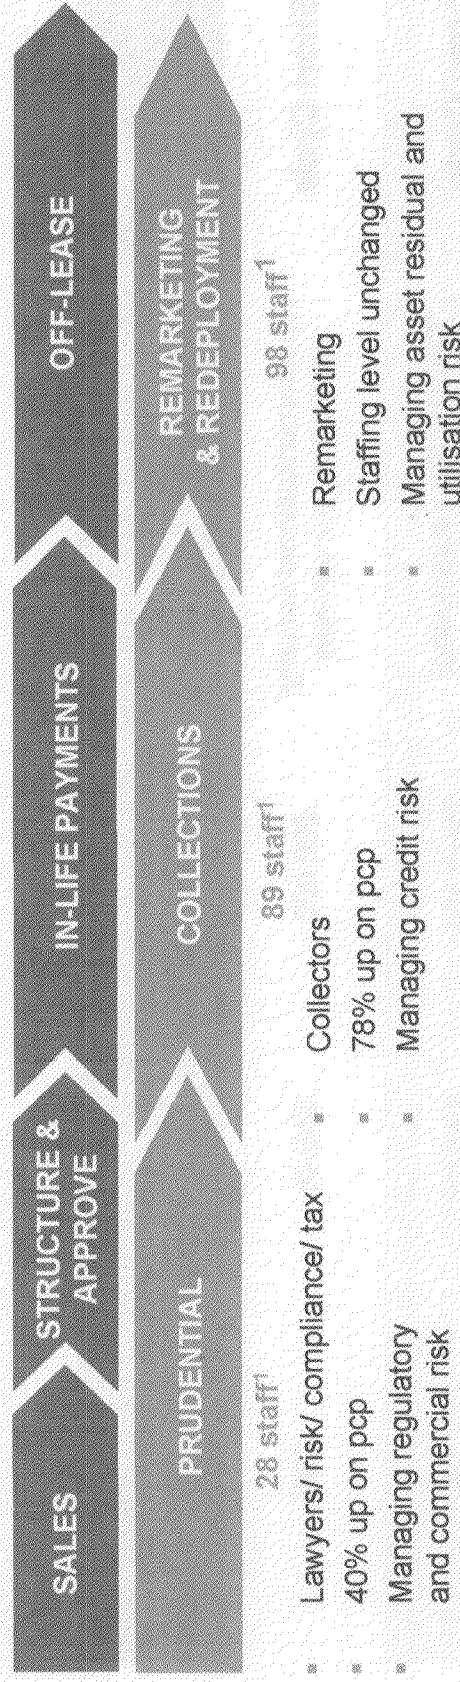 SALES
STRUCTURE &
APPROVE
IN-LIFE PAYMENTS
OFF-LEASE
PRUDENTIAL
COLLECTIONS
REMARKETING
& REDEPLOYMENT
28 staff¹
▪ Lawyers/ risk/ compliance/ tax
▪ 40% up on pcp
▪ Managing regulatory
and commercial risk
89 staff¹
▪ Collectors
▪ 78% up on pcp
▪ Managing credit risk
98 staff¹
▪ Remarketing
▪ Staffing level unchanged
▪ Managing asset residual and
utilisation risk